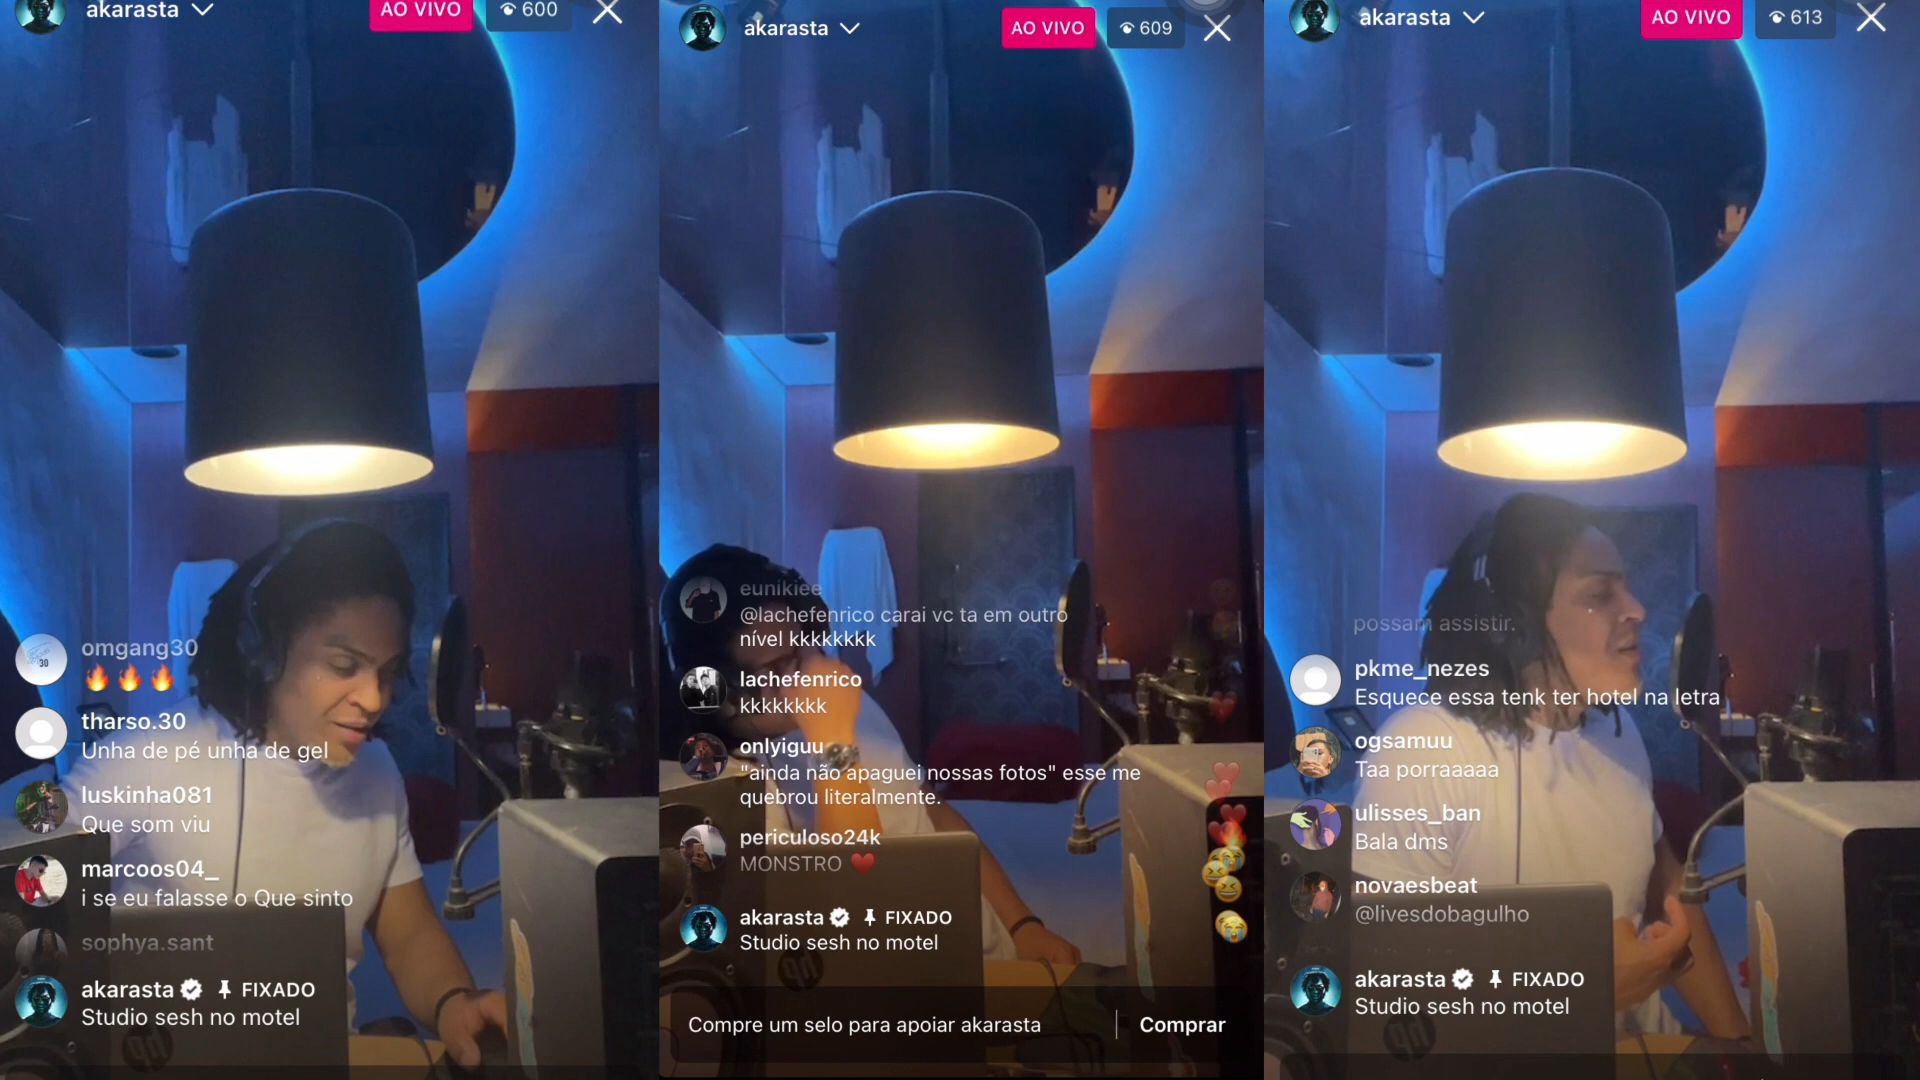 akarasta
AO VIVO
600
omgang30
🔥🔥🔥
tharso.30
Unha de pé unha de gel
luskinha081
Que som viu
marcoos04_
i se eu falasse o Que sinto
sophya.sant
akarasta FIXADO
Studio sesh no motel
akarasta
AO VIVO
609
eunikiee
@lachefenrico carai vc ta em outro
nível kkkkkkkk
lachefenrico
kkkkkkkk
onlyiguu
"ainda não apaguei nossas fotos" esse me
quebrou literalmente.
periculoso24k
MONSTRO ❤️
akarasta FIXADO
Studio sesh no motel
Compre um selo para apoiar akarasta
Comprar
akarasta
AO VIVO
613
possam assistir.
pkme_nezes
Esquece essa tenk ter hotel na letra
ogsamuu
Taa porraaaaa
ulisses_ban
Bala dms
novaesbeat
@livesdobagulho
akarasta FIXADO
Studio sesh no motel
hp
30